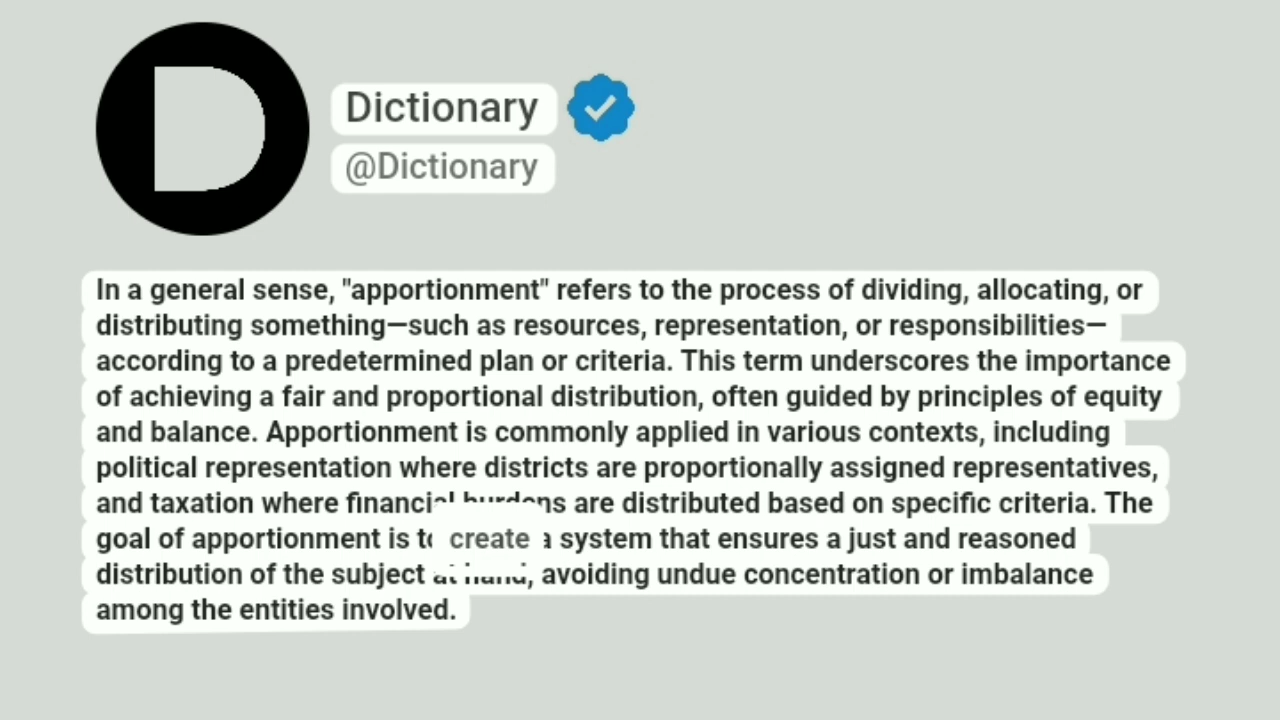 D
Dictionary
@Dictionary
In a general sense, "apportionment" refers to the process of dividing, allocating, or
distributing something—such as resources, representation, or responsibilities—
according to a predetermined plan or criteria. This term underscores the importance
of achieving a fair and proportional distribution, often guided by principles of equity
and balance. Apportionment is commonly applied in various contexts, including
political representation where districts are proportionally assigned representatives,
and taxation where financial burdens are distributed based on specific criteria. The
goal of apportionment is to create a system that ensures a just and reasoned
distribution of the subject at hand, avoiding undue concentration or imbalance
among the entities involved.